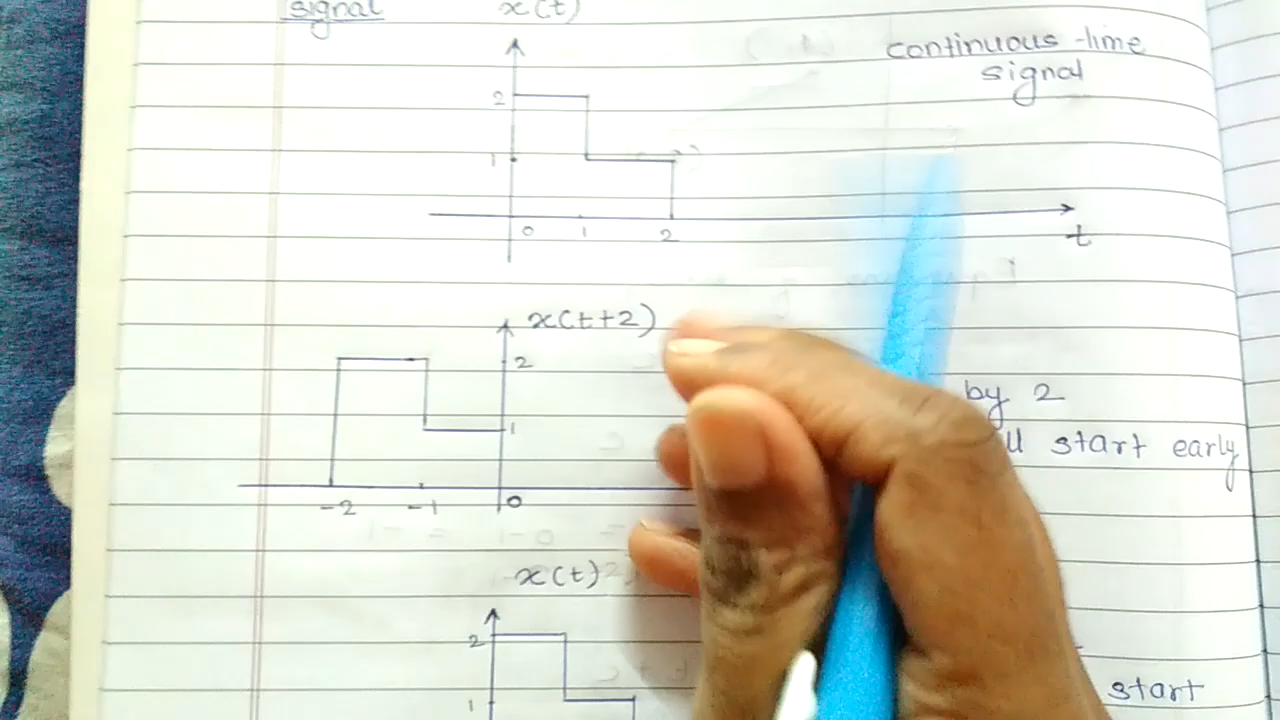 signal x(t)
continuous-time
signal
2
1
0 1 2 t
x(t+2)
2
by 2
1 start early
-2 -1 0
x(t)
2
start
1